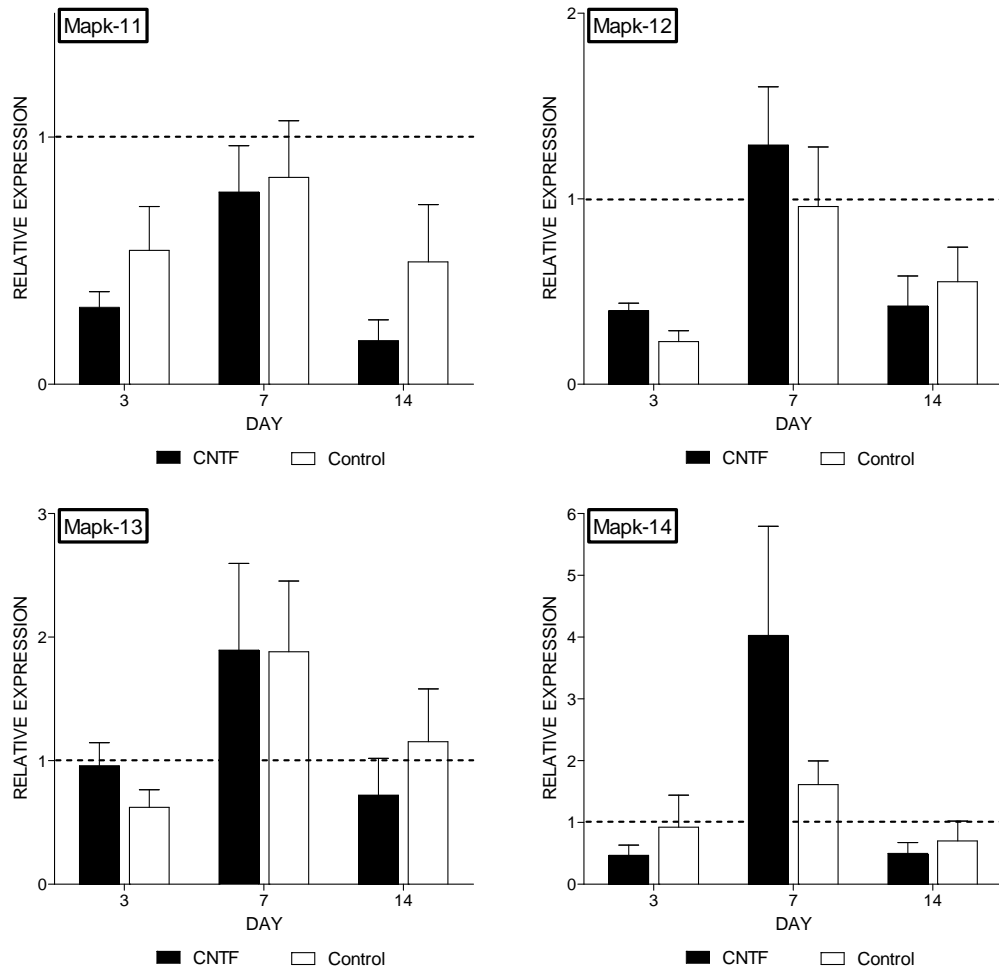 Mapk-11
RELATIVE EXPRESSION
1
0
3 7 14
DAY
CNTF Control
Mapk-12
RELATIVE EXPRESSION
2
1
0
3 7 14
DAY
CNTF Control
Mapk-13
RELATIVE EXPRESSION
3
2
1
0
3 7 14
DAY
CNTF Control
Mapk-14
RELATIVE EXPRESSION
6
5
4
3
2
1
0
3 7 14
DAY
CNTF Control